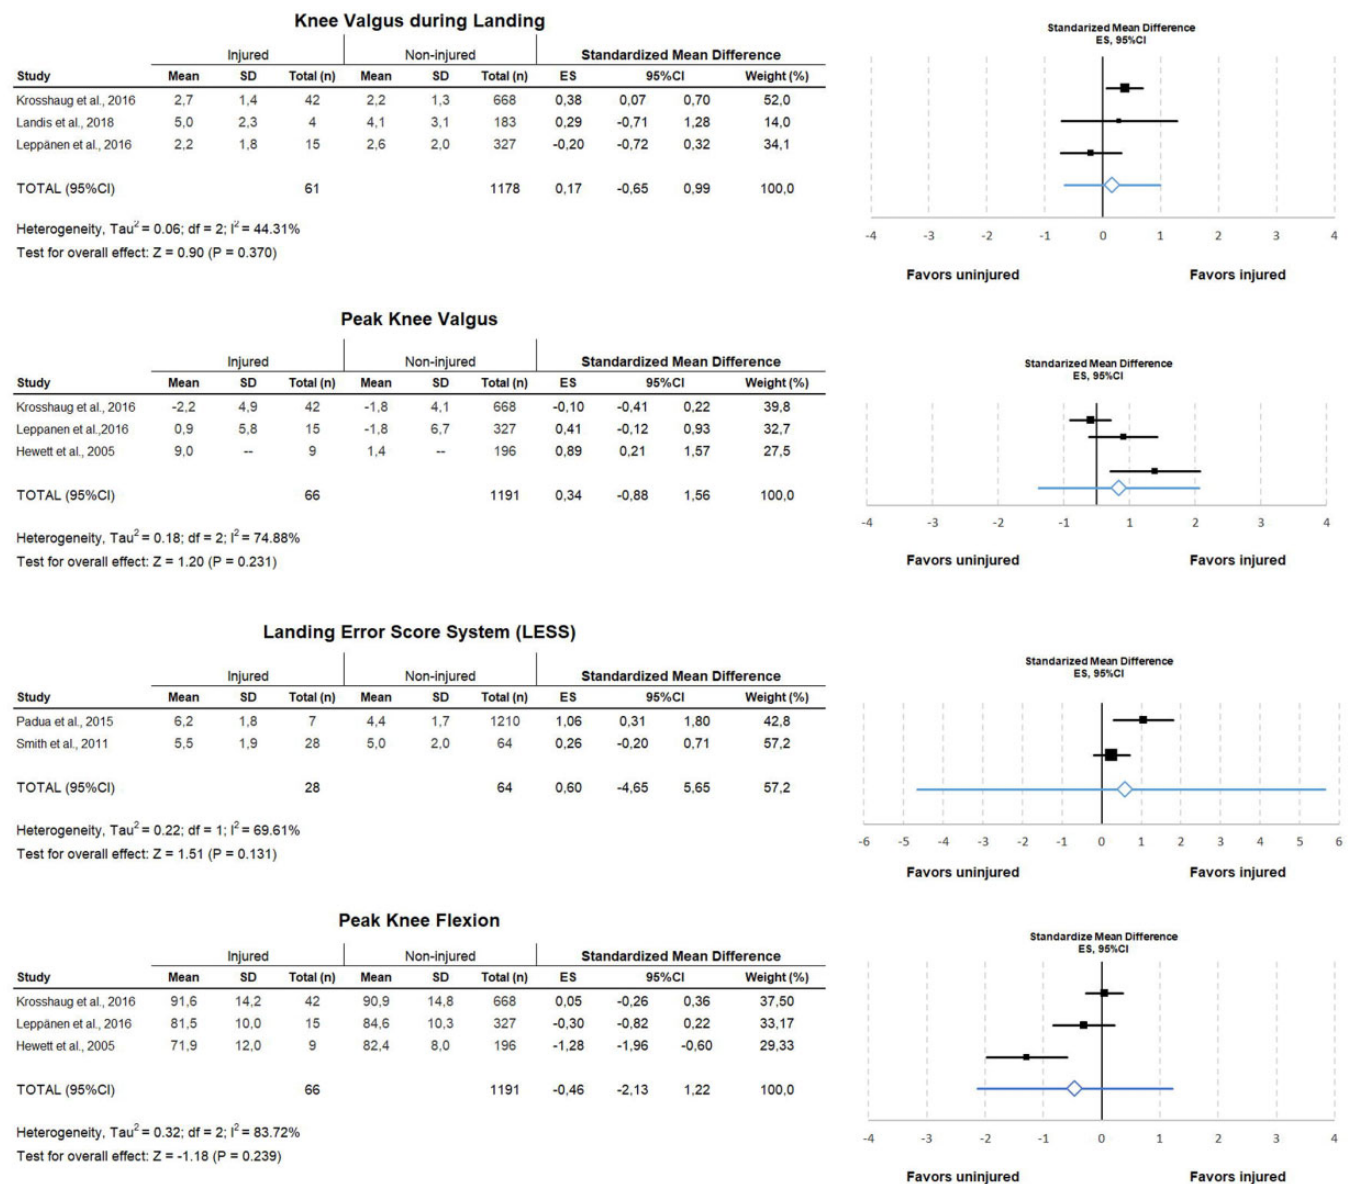 Knee Valgus during Landing
Injured Non-injured Standardized Mean Difference
Study Mean SD Total (n) Mean SD Total (n) ES 95%CI Weight (%)
Krosshaug et al., 2016 2,7 1,4 42 2,2 1,3 668 0,38 0,07 0,70 52,0
Landis et al., 2018 5,0 2,3 4 4,1 3,1 183 0,29 -0,71 1,28 14,0
Leppänen et al., 2016 2,2 1,8 15 2,6 2,0 327 -0,20 -0,72 0,32 34,1
TOTAL (95%CI) 61 1178 0,17 -0,65 0,99 100,0
Heterogeneity, Tau² = 0.06; df = 2; I² = 44.31%
Test for overall effect: Z = 0.90 (P = 0.370)
Standardized Mean Difference
ES, 95%CI
-4 -3 -2 -1 0 1 2 3 4
Favors uninjured Favors injured
Peak Knee Valgus
Injured Non-injured Standardized Mean Difference
Study Mean SD Total (n) Mean SD Total (n) ES 95%CI Weight (%)
Krosshaug et al., 2016 -2,2 4,9 42 -1,8 4,1 668 -0,10 -0,41 0,22 39,8
Leppanen et al.,2016 0,9 5,8 15 -1,8 6,7 327 0,41 -0,12 0,93 32,7
Hewett et al., 2005 9,0 -- 9 1,4 -- 196 0,89 0,21 1,57 27,5
TOTAL (95%CI) 66 1191 0,34 -0,88 1,56 100,0
Heterogeneity, Tau² = 0.18; df = 2; I² = 74.88%
Test for overall effect: Z = 1.20 (P = 0.231)
Standardized Mean Difference
ES, 95%CI
-4 -3 -2 -1 1 2 3 4
Favors uninjured Favors injured
Landing Error Score System (LESS)
Injured Non-injured Standardized Mean Difference
Study Mean SD Total (n) Mean SD Total (n) ES 95%CI Weight (%)
Padua et al., 2015 6,2 1,8 7 4,4 1,7 1210 1,06 0,31 1,80 42,8
Smith et al., 2011 5,5 1,9 28 5,0 2,0 64 0,26 -0,20 0,71 57,2
TOTAL (95%CI) 28 64 0,60 -4,65 5,65 57,2
Heterogeneity, Tau² = 0.22; df = 1; I² = 69.61%
Test for overall effect: Z = 1.51 (P = 0.131)
Standarized Mean Difference
ES, 95%CI
-6 -5 -4 -3 -2 -1 0 1 2 3 4 5 6
Favors uninjured Favors injured
Peak Knee Flexion
Injured Non-injured Standardized Mean Difference
Study Mean SD Total (n) Mean SD Total (n) ES 95%CI Weight (%)
Krosshaug et al., 2016 91,6 14,2 42 90,9 14,8 668 0,05 -0,26 0,36 37,50
Leppänen et al., 2016 81,5 10,0 15 84,6 10,3 327 -0,30 -0,82 0,22 33,17
Hewett et al., 2005 71,9 12,0 9 82,4 8,0 196 -1,28 -1,96 -0,60 29,33
TOTAL (95%CI) 66 1191 -0,46 -2,13 1,22 100,0
Heterogeneity, Tau² = 0.32; df = 2; I² = 83.72%
Test for overall effect: Z = -1.18 (P = 0.239)
Standardize Mean Difference
ES, 95%CI
-4 -3 -2 -1 0 1 2 3 4
Favors uninjured Favors injured